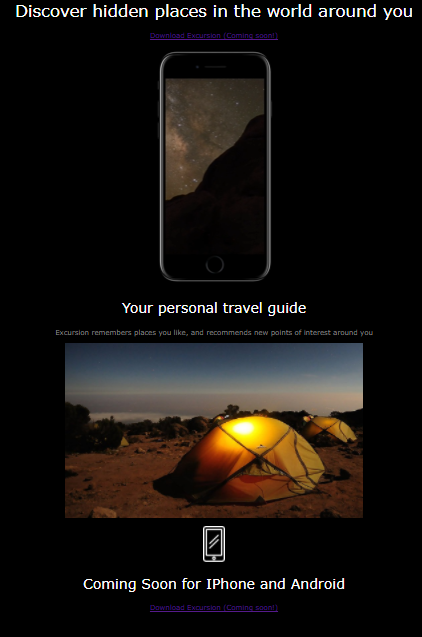 Discover hidden places in the world around you
Download Excursion (Coming soon!)
Your personal travel guide
Excursion remembers places you like, and recommends new points of interest around you
Coming Soon for IPhone and Android
Download Excursion (Coming soon!)